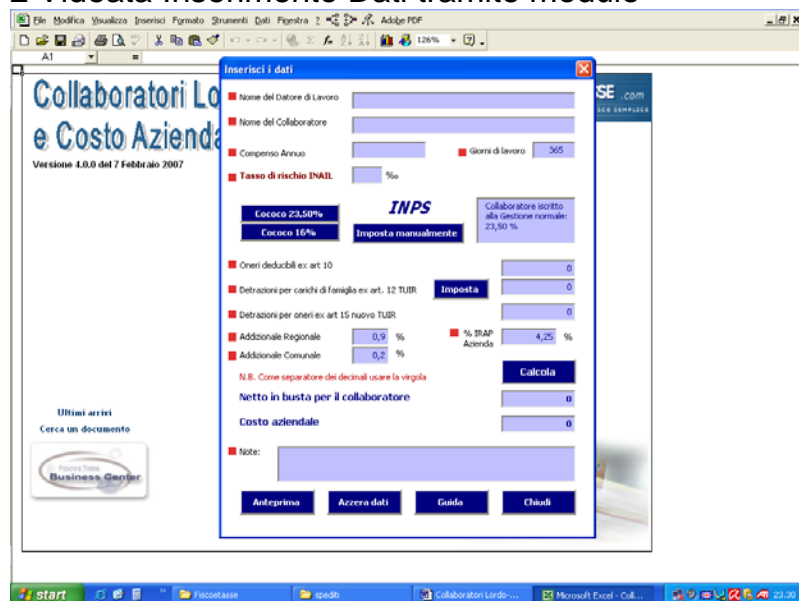 2 Videata Inserimento Dati tramite modulo
File Modifica Visualizza Inserisci Formato Strumenti Dati Finestra ? Adobe PDF
126%
A1 =
Collaboratori Lo
e Costo Azienda
Versione 4.0.0 del 7 Febbraio 2007
SSE .com
Inserisci i dati
Nome del Datore di Lavoro
Nome del Collaboratore
Compenso Annuo
Giorni di lavoro 365
Tasso di rischio INAIL ‰
INPS
Cococo 23,50%
Cococo 16%
Imposta manualmente
Collaboratore iscritto
alla Gestione normale:
23,50 %
Oneri deducibili ex art 10 0
Detrazioni per carichi di famiglia ex art. 12 TUIR Imposta 0
Detrazioni per oneri ex art 15 nuovo TUIR 0
Addizionale Regionale 0,9 %
% IRAP
Azienda 4,25 %
Addizionale Comunale 0,2 %
N.B. Come separatore dei decimali usare la virgola
Calcola
Netto in busta per il collaboratore 0
Costo aziendale 0
Note:
Anteprima Azzera dati Guida Chiudi
Ultimi arrivi
Cerca un documento
Fisco e Tasse
Business Center
start Fiscoetasse spediti Collaboratori Lordo-... Microsoft Excel - Coll... 23.30